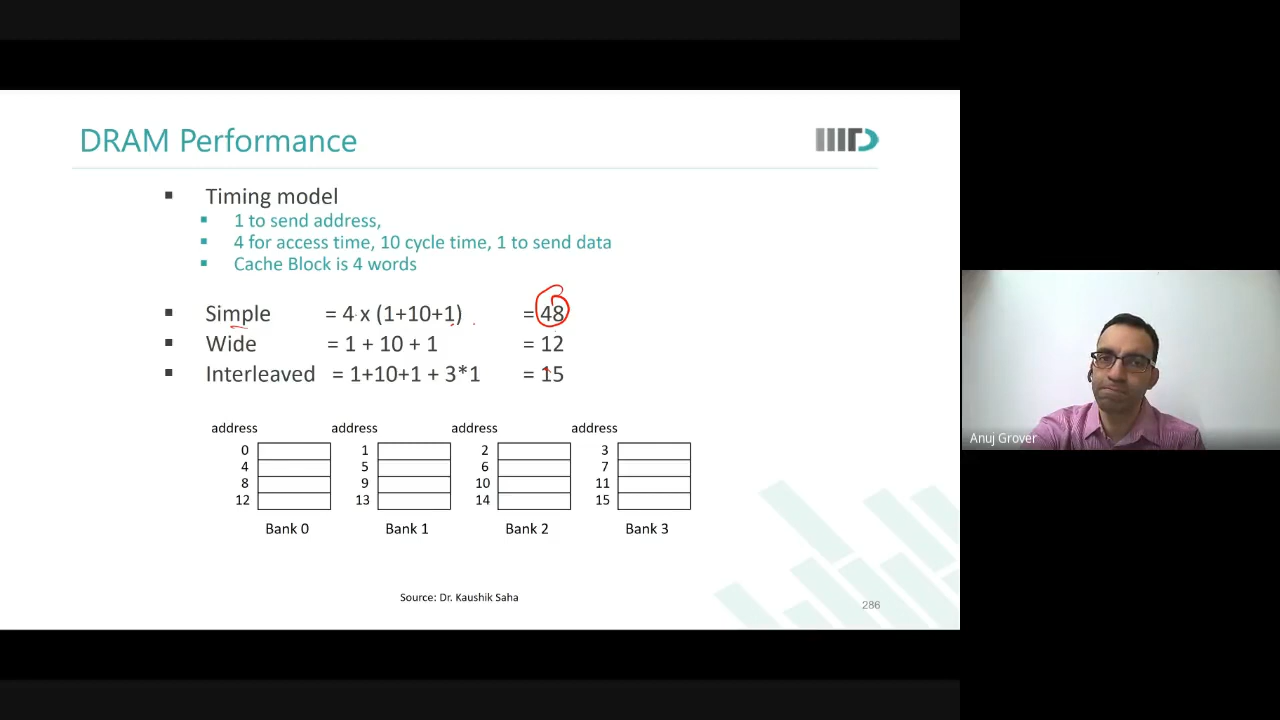 DRAM Performance
▪ Timing model
▪ 1 to send address,
▪ 4 for access time, 10 cycle time, 1 to send data
▪ Cache Block is 4 words
▪ Simple = 4 x (1+10+1) = 48
▪ Wide = 1 + 10 + 1 = 12
▪ Interleaved = 1+10+1 + 3*1 = 15
address address address address
0 1 2 3
4 5 6 7
8 9 10 11
12 13 14 15
Bank 0 Bank 1 Bank 2 Bank 3
Source: Dr. Kaushik Saha
286
Anuj Grover